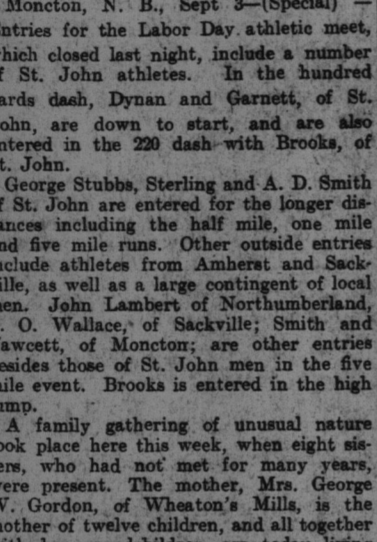 Moncton, N. B., Sept 3—(Special) —
ntries for the Labor Day athletic meet,
hich closed last night, include a number
f St. John athletes. In the hundred
ards dash, Dynan and Garnett, of St.
ohn, are down to start, and are also
ntered in the 220 dash with Brooks, of
t. John.
George Stubbs, Sterling and A. D. Smith
f St. John are entered for the longer dis-
ances including the half mile, one mile
nd five mile runs. Other outside entries
nclude athletes from Amherst and Sack-
ille, as well as a large contingent of local
en. John Lambert of Northumberland,
. O. Wallace, of Sackville; Smith and
awcett, of Moncton; are other entries
esides those of St. John men in the five
ile event. Brooks is entered in the high
ump.
A family gathering of unusual nature
ook place here this week, when eight sis-
ers, who had not met for many years,
ere present. The mother, Mrs. George
W. Gordon, of Wheaton's Mills, is the
other of twelve children, and all together